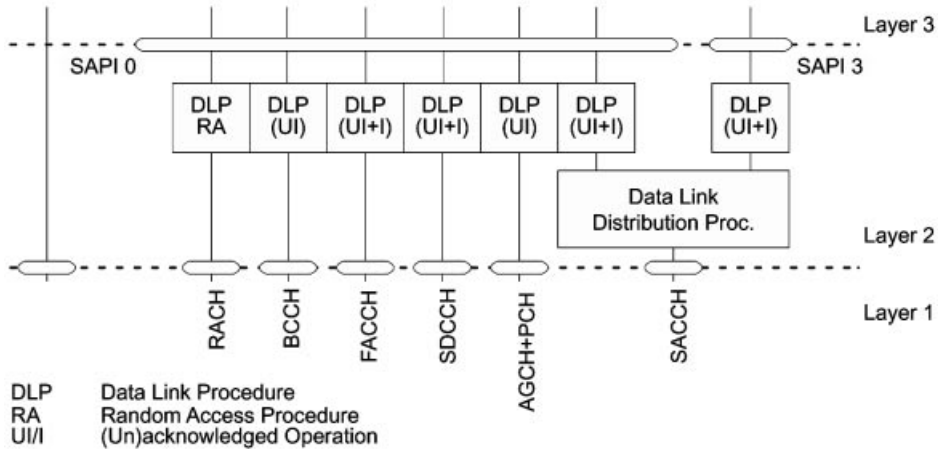 Layer 3
SAPI 0
SAPI 3
DLP RA
DLP (UI)
DLP (UI+I)
DLP (UI+I)
DLP (UI)
DLP (UI+I)
DLP (UI+I)
Data Link
Distribution Proc.
Layer 2
Layer 1
RACH
BCCH
FACCH
SDCCH
AGCH+PCH
SACCH
DLP Data Link Procedure
RA Random Access Procedure
UI/I (Un)acknowledged Operation